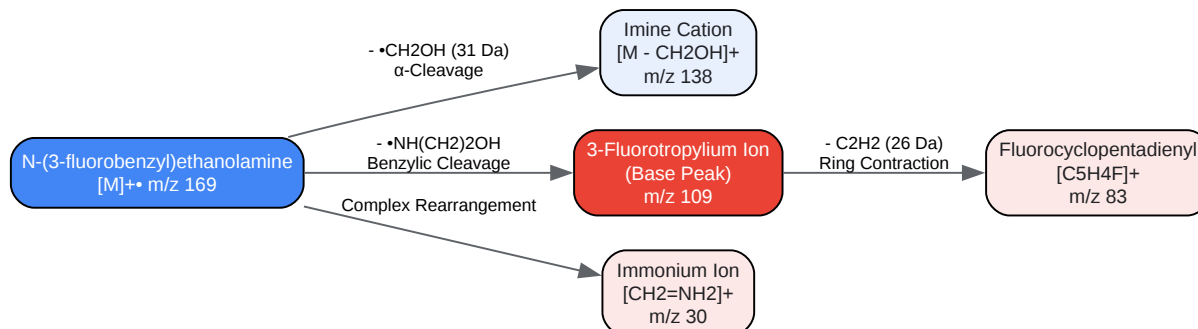 N-(3-fluorobenzyl)ethanolamine
[M]+• m/z 169
- •CH2OH (31 Da)
α-Cleavage
Imine Cation
[M - CH2OH]+
m/z 138
- •NH(CH2)2OH
Benzylic Cleavage
3-Fluorotropylium Ion
(Base Peak)
m/z 109
- C2H2 (26 Da)
Ring Contraction
Fluorocyclopentadienyl
[C5H4F]+
m/z 83
Complex Rearrangement
Immonium Ion
[CH2=NH2]+
m/z 30